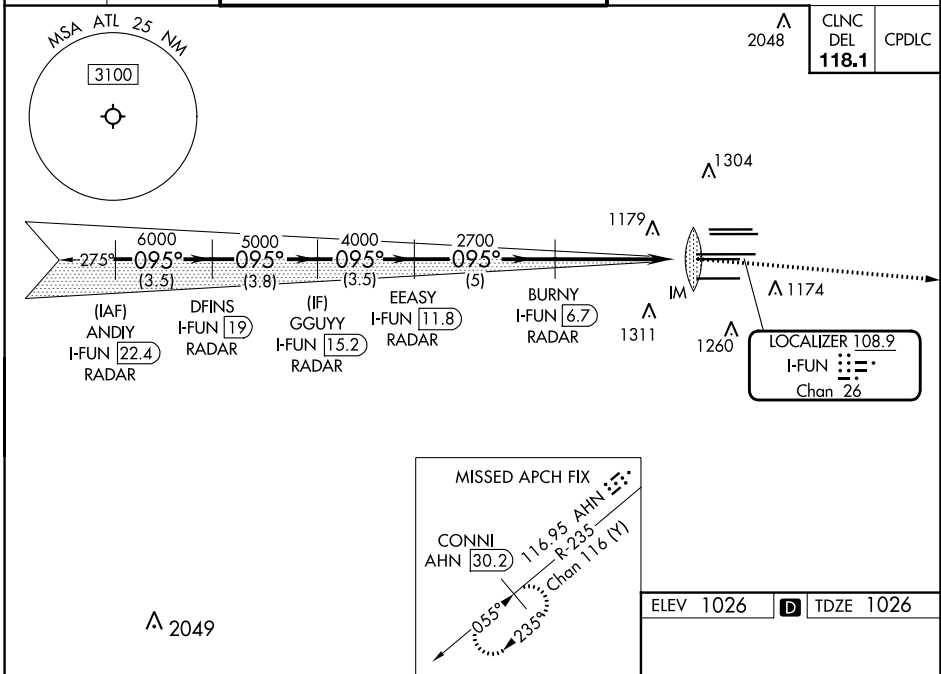 MSA ATL 25 NM
3100
2048
CLNC
DEL
118.1
CPDLC
1304
1179
6000
5000
4000
2700
275°
095°
095°
095°
095°
(3.5)
(3.8)
(3.5)
(5)
(IAF)
ANDIY
I-FUN 22.4
RADAR
DFINS
I-FUN 19
RADAR
(IF)
GGUYY
I-FUN 15.2
RADAR
EEASY
I-FUN 11.8
RADAR
BURNY
I-FUN 6.7
RADAR
IM
1174
1311
1260
LOCALIZER 108.9
I-FUN
Chan 26
MISSED APCH FIX
CONNI
AHN 30.2
116.95 AHN
R-235
Chan 116 (Y)
055°
235°
2049
ELEV 1026
D
TDZE 1026